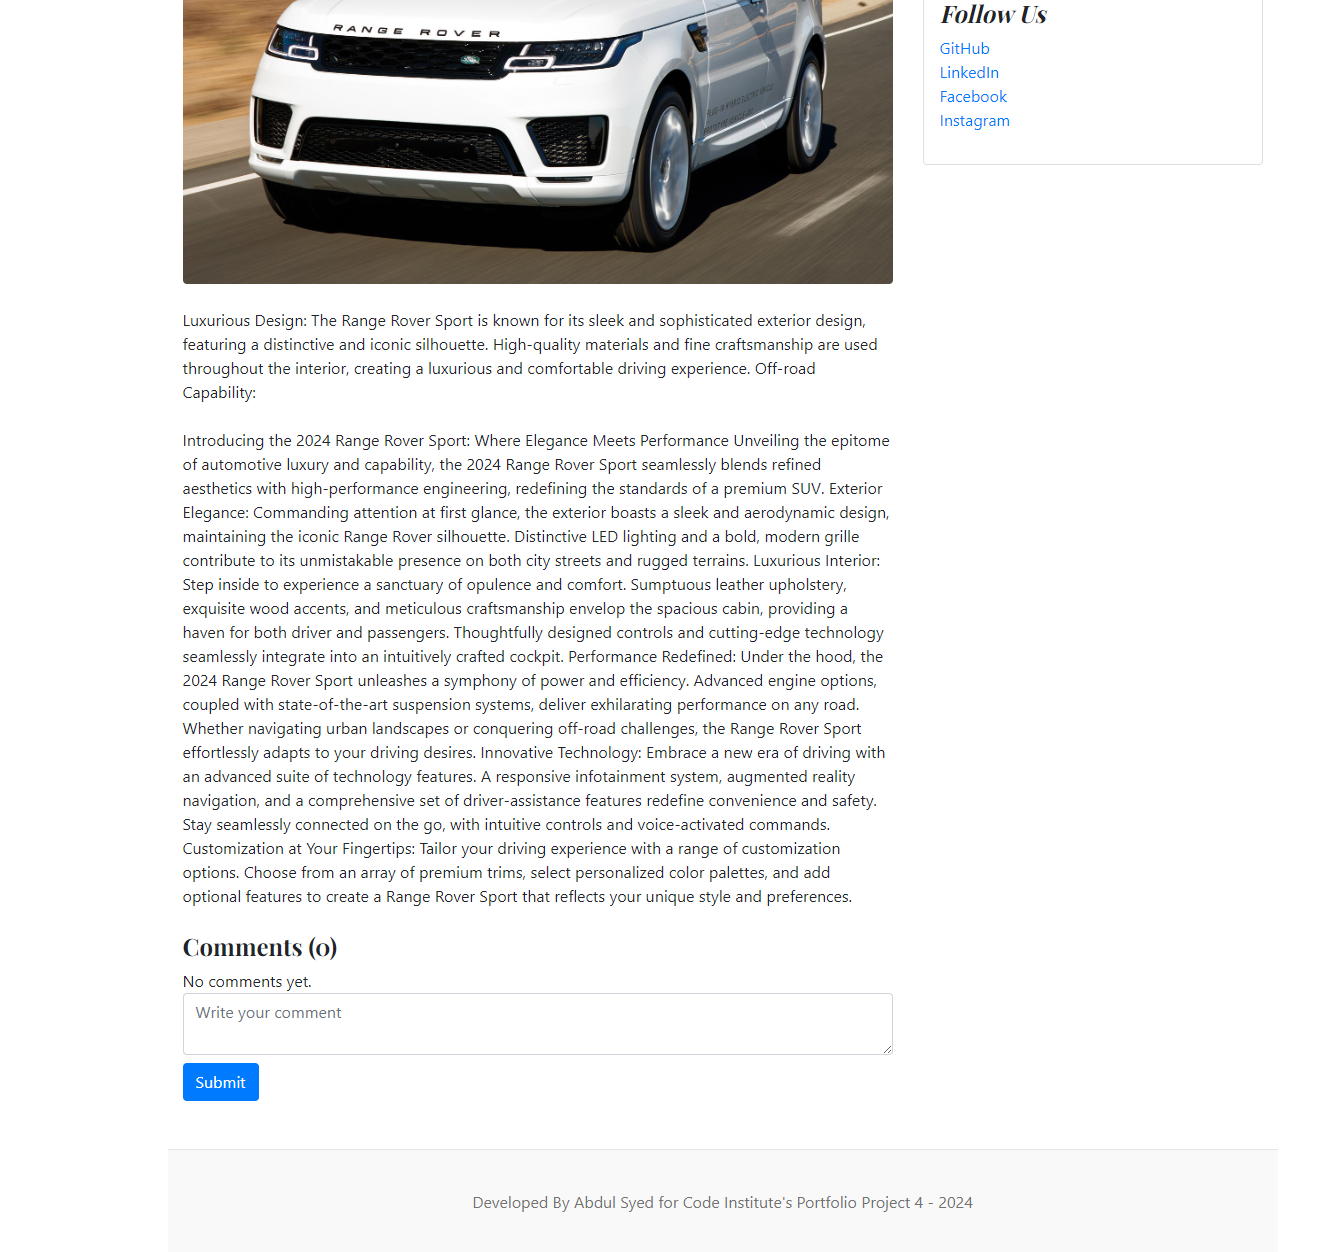 RANGE ROVER
Follow Us
GitHub
LinkedIn
Facebook
Instagram
Luxurious Design: The Range Rover Sport is known for its sleek and sophisticated exterior design,
featuring a distinctive and iconic silhouette. High-quality materials and fine craftsmanship are used
throughout the interior, creating a luxurious and comfortable driving experience. Off-road
Capability:
Introducing the 2024 Range Rover Sport: Where Elegance Meets Performance Unveiling the epitome
of automotive luxury and capability, the 2024 Range Rover Sport seamlessly blends refined
aesthetics with high-performance engineering, redefining the standards of a premium SUV. Exterior
Elegance: Commanding attention at first glance, the exterior boasts a sleek and aerodynamic design,
maintaining the iconic Range Rover silhouette. Distinctive LED lighting and a bold, modern grille
contribute to its unmistakable presence on both city streets and rugged terrains. Luxurious Interior:
Step inside to experience a sanctuary of opulence and comfort. Sumptuous leather upholstery,
exquisite wood accents, and meticulous craftsmanship envelop the spacious cabin, providing a
haven for both driver and passengers. Thoughtfully designed controls and cutting-edge technology
seamlessly integrate into an intuitively crafted cockpit. Performance Redefined: Under the hood, the
2024 Range Rover Sport unleashes a symphony of power and efficiency. Advanced engine options,
coupled with state-of-the-art suspension systems, deliver exhilarating performance on any road.
Whether navigating urban landscapes or conquering off-road challenges, the Range Rover Sport
effortlessly adapts to your driving desires. Innovative Technology: Embrace a new era of driving with
an advanced suite of technology features. A responsive infotainment system, augmented reality
navigation, and a comprehensive set of driver-assistance features redefine convenience and safety.
Stay seamlessly connected on the go, with intuitive controls and voice-activated commands.
Customization at Your Fingertips: Tailor your driving experience with a range of customization
options. Choose from an array of premium trims, select personalized color palettes, and add
optional features to create a Range Rover Sport that reflects your unique style and preferences.
Comments (0)
No comments yet.
Write your comment
Submit
Developed By Abdul Syed for Code Institute's Portfolio Project 4 - 2024